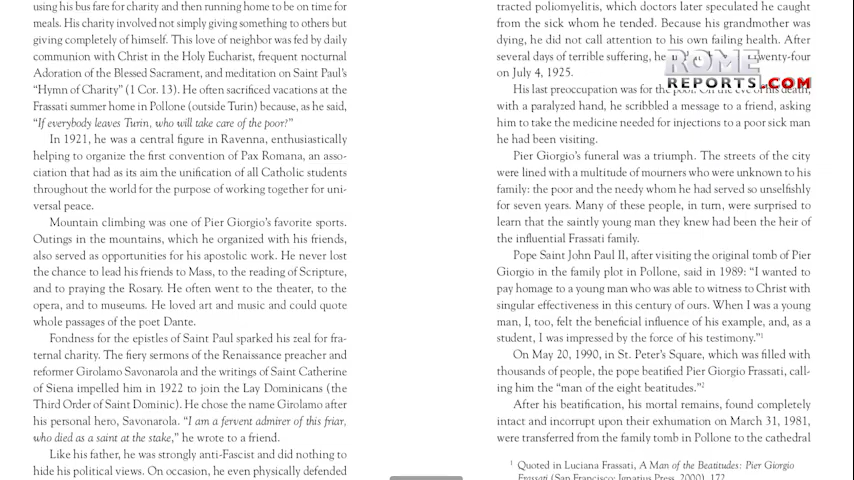 using his bus fare for charity and then running home to be on time for
meals. His charity involved not simply giving something to others but
giving completely of himself. This love of neighbor was fed by daily
communion with Christ in the Holy Eucharist, frequent nocturnal
Adoration of the Blessed Sacrament, and meditation on Saint Paul's
"Hymn of Charity" (1 Cor. 13). He often sacrificed vacations at the
Frassati summer home in Pollone (outside Turin) because, as he said,
"If everybody leaves Turin, who will take care of the poor?"
In 1921, he was a central figure in Ravenna, enthusiastically
helping to organize the first convention of Pax Romana, an asso-
ciation that had as its aim the unification of all Catholic students
throughout the world for the purpose of working together for uni-
versal peace.
Mountain climbing was one of Pier Giorgio's favorite sports.
Outings in the mountains, which he organized with his friends,
also served as opportunities for his apostolic work. He never lost
the chance to lead his friends to Mass, to the reading of Scripture,
and to praying the Rosary. He often went to the theater, to the
opera, and to museums. He loved art and music and could quote
whole passages of the poet Dante.
Fondness for the epistles of Saint Paul sparked his zeal for fra-
ternal charity. The fiery sermons of the Renaissance preacher and
reformer Girolamo Savonarola and the writings of Saint Catherine
of Siena impelled him in 1922 to join the Lay Dominicans (the
Third Order of Saint Dominic). He chose the name Girolamo after
his personal hero, Savonarola. "I am a fervent admirer of this friar,
who died as a saint at the stake," he wrote to a friend.
Like his father, he was strongly anti-Fascist and did nothing to
hide his political views. On occasion, he even physically defended
tracted poliomyelitis, which doctors later speculated he caught
from the sick whom he tended. Because his grandmother was
dying, he did not call attention to his own failing health. After
several days of terrible suffering, he twenty-four
on July 4, 1925.
ROME
REPORTS.COM
His last preoccupation was for the poor. On the eve of his death,
with a paralyzed hand, he scribbled a message to a friend, asking
him to take the medicine needed for injections to a poor sick man
he had been visiting.
Pier Giorgio's funeral was a triumph. The streets of the city
were lined with a multitude of mourners who were unknown to his
family: the poor and the needy whom he had served so unselfishly
for seven years. Many of these people, in turn, were surprised to
learn that the saintly young man they knew had been the heir of
the influential Frassati family.
Pope Saint John Paul II, after visiting the original tomb of Pier
Giorgio in the family plot in Pollone, said in 1989: "I wanted to
pay homage to a young man who was able to witness to Christ with
singular effectiveness in this century of ours. When I was a young
man, I, too, felt the beneficial influence of his example, and, as a
student, I was impressed by the force of his testimony."1
On May 20, 1990, in St. Peter's Square, which was filled with
thousands of people, the pope beatified Pier Giorgio Frassati, call-
ing him the "man of the eight beatitudes."2
After his beatification, his mortal remains, found completely
intact and incorrupt upon their exhumation on March 31, 1981,
were transferred from the family tomb in Pollone to the cathedral
1 Quoted in Luciana Frassati, A Man of the Beatitudes: Pier Giorgio
Frassati (San Francisco: Ignatius Press, 2000), 172